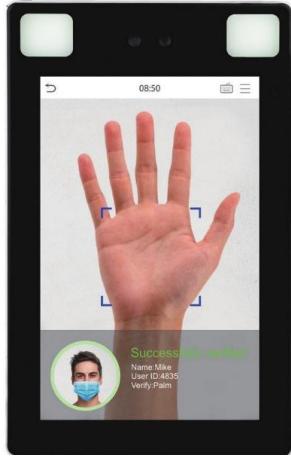 08:50
Successfully verified
Name:Mike
User ID:4835
Verify:Palm